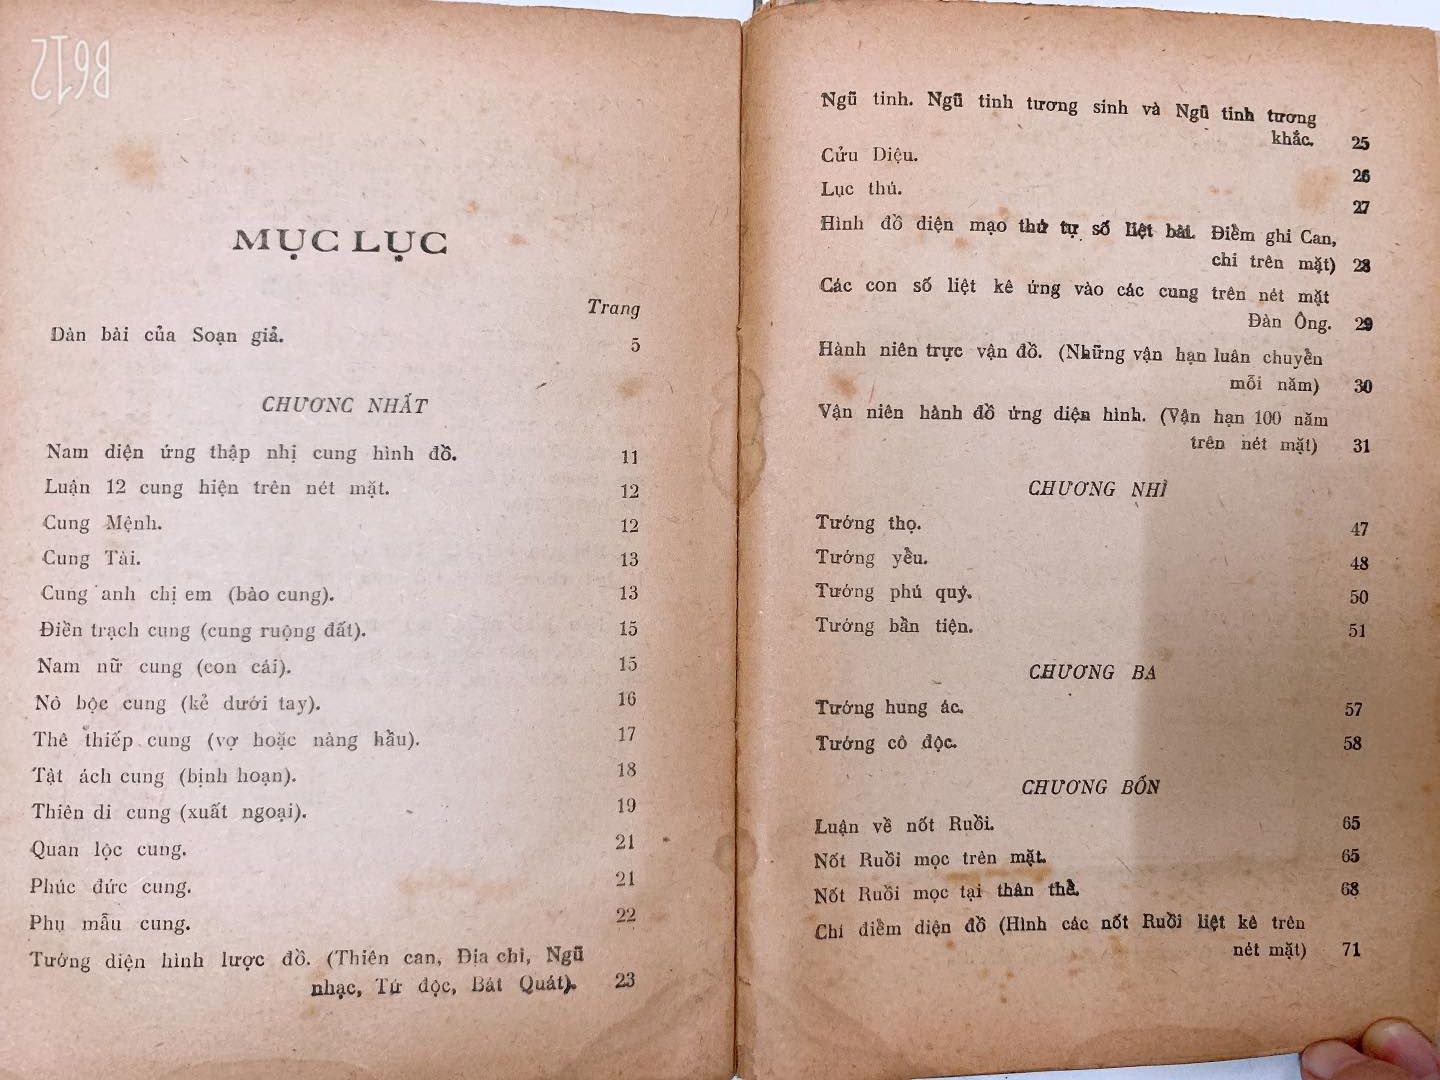 B612
MỤC LỤC
Trang
Dàn bài của Soạn giả. 5
CHƯƠNG NHẤT
Nam diện ứng thập nhị cung hình đồ. 11
Luận 12 cung hiện trên nét mặt. 12
Cung Mệnh. 12
Cung Tài. 13
Cung anh chị em (bào cung). 13
Điền trạch cung (cung ruộng đất). 15
Nam nữ cung (con cái). 15
Nô bộc cung (kẻ dưới tay). 16
Thê thiếp cung (vợ hoặc nàng hầu). 17
Tật ách cung (bịnh hoạn). 18
Thiên di cung (xuất ngoại). 19
Quan lộc cung. 21
Phúc đức cung. 21
Phụ mẫu cung. 22
Tướng diện hình lược đồ. (Thiên can, Địa chi, Ngũ
nhạc, Tứ độc, Bát Quát). 23
Ngũ tinh. Ngũ tinh tương sinh và Ngũ tinh tương
khắc. 25
Cửu Diệu. 26
Lục thú. 27
Hình đồ diện mạo thứ tự số liệt bài. Điểm ghi Can,
chi trên mặt) 28
Các con số liệt kê ứng vào các cung trên nét mặt
Đàn Ông. 29
Hành niên trực vận đồ. (Những vận hạn luân chuyển
mỗi năm) 30
Vận niên hành đồ ứng diện hình. (Vận hạn 100 năm
trên nét mặt) 31
CHƯƠNG NHÌ
Tướng thọ. 47
Tướng yểu. 48
Tướng phú quý. 50
Tướng bần tiện. 51
CHƯƠNG BA
Tướng hung ác. 57
Tướng cô độc. 58
CHƯƠNG BỐN
Luận về nốt Ruồi. 65
Nốt Ruồi mọc trên mặt. 65
Nốt Ruồi mọc tại thân thể. 68
Chỉ điểm diện đồ (Hình các nốt Ruồi liệt kê trên
nét mặt) 71